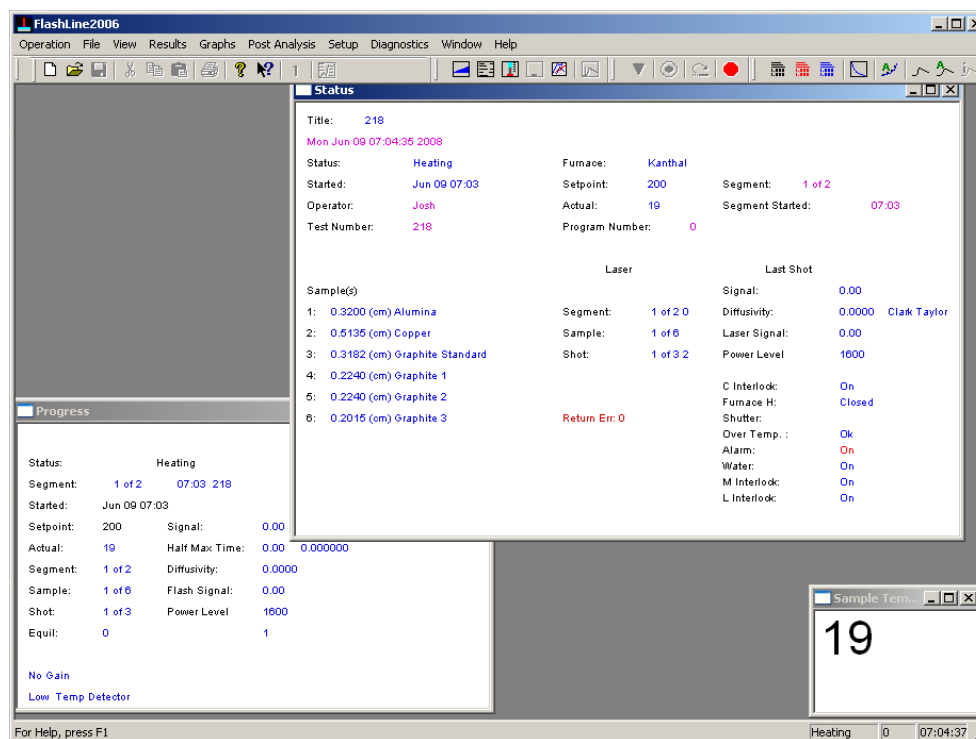 FlashLine2006
Operation File View Results Graphs Post Analysis Setup Diagnostics Window Help
1
Status
Title: 218
Mon Jun 09 07:04:35 2008
Status: Heating Furnace: Kanthal
Started: Jun 09 07:03 Setpoint: 200 Segment: 1 of 2
Operator: Josh Actual: 19 Segment Started: 07:03
Test Number: 218 Program Number: 0
Laser Last Shot
Sample(s) Signal: 0.00
1: 0.3200 (cm) Alumina Segment: 1 of 2 0 Diffusivity: 0.0000 Clark Taylor
2: 0.5135 (cm) Copper Sample: 1 of 6 Laser Signal: 0.00
3: 0.3182 (cm) Graphite Standard Shot: 1 of 3 2 Power Level 1600
4: 0.2240 (cm) Graphite 1
C Interlock: On
5: 0.2240 (cm) Graphite 2 Furnace H: Closed
6: 0.2015 (cm) Graphite 3 Return Err: 0 Shutter:
Over Temp. : Ok
Alarm: On
Water: On
M Interlock: On
L Interlock: On
Progress
Status: Heating
Segment: 1 of 2 07:03 218
Started: Jun 09 07:03
Setpoint: 200 Signal: 0.00
Actual: 19 Half Max Time: 0.00 0.000000
Segment: 1 of 2 Diffusivity: 0.0000
Sample: 1 of 6 Flash Signal: 0.00
Shot: 1 of 3 Power Level 1600
Equil: 0 1
No Gain
Low Temp Detector
Sample Tem...
19
For Help, press F1 Heating 0 07:04:37